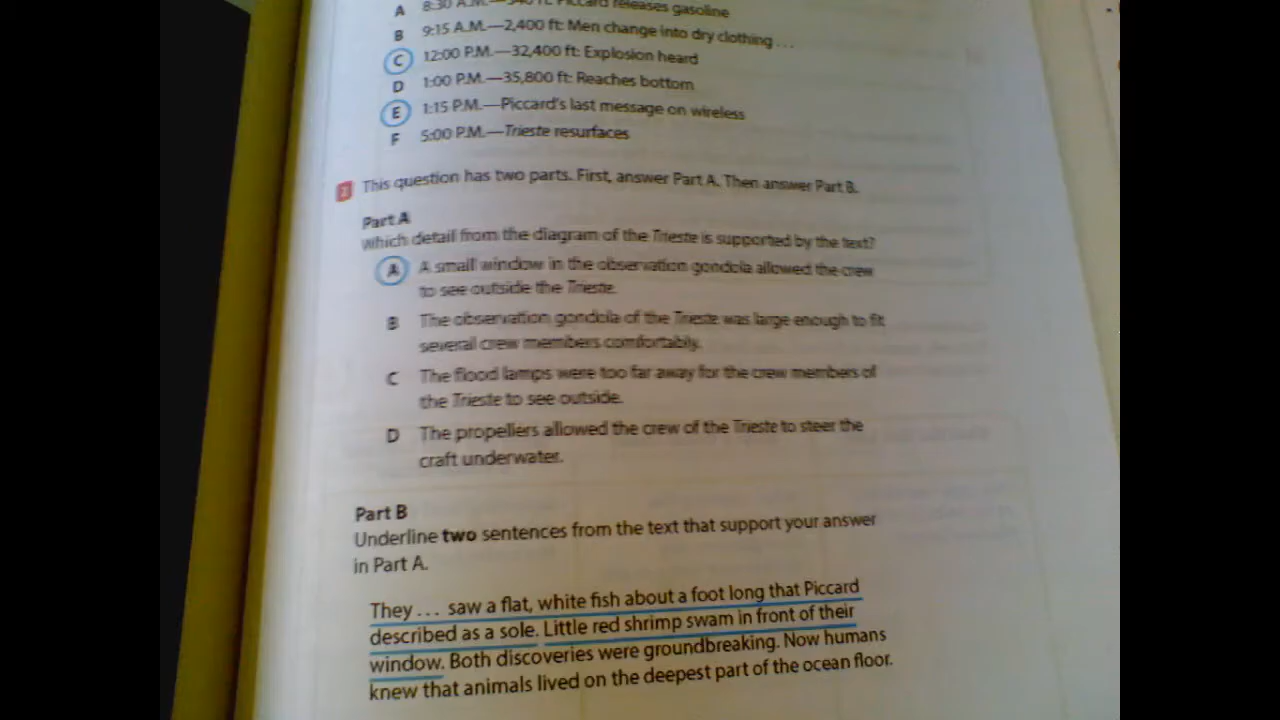 A 8:30 A.M.—340 ft: Piccard releases gasoline
B 9:15 A.M.—2,400 ft: Men change into dry clothing ...
C 12:00 P.M.—32,400 ft: Explosion heard
D 1:00 P.M.—35,800 ft: Reaches bottom
E 1:15 P.M.—Piccard's last message on wireless
F 5:00 P.M.—Trieste resurfaces
2 This question has two parts. First, answer Part A. Then answer Part B.
Part A
Which detail from the diagram of the Trieste is supported by the text?
A A small window in the observation gondola allowed the crew
to see outside the Trieste.
B The observation gondola of the Trieste was large enough to fit
several crew members comfortably.
C The flood lamps were too far away for the crew members of
the Trieste to see outside.
D The propellers allowed the crew of the Trieste to steer the
craft underwater.
Part B
Underline two sentences from the text that support your answer
in Part A.
They ... saw a flat, white fish about a foot long that Piccard
described as a sole. Little red shrimp swam in front of their
window. Both discoveries were groundbreaking. Now humans
knew that animals lived on the deepest part of the ocean floor.